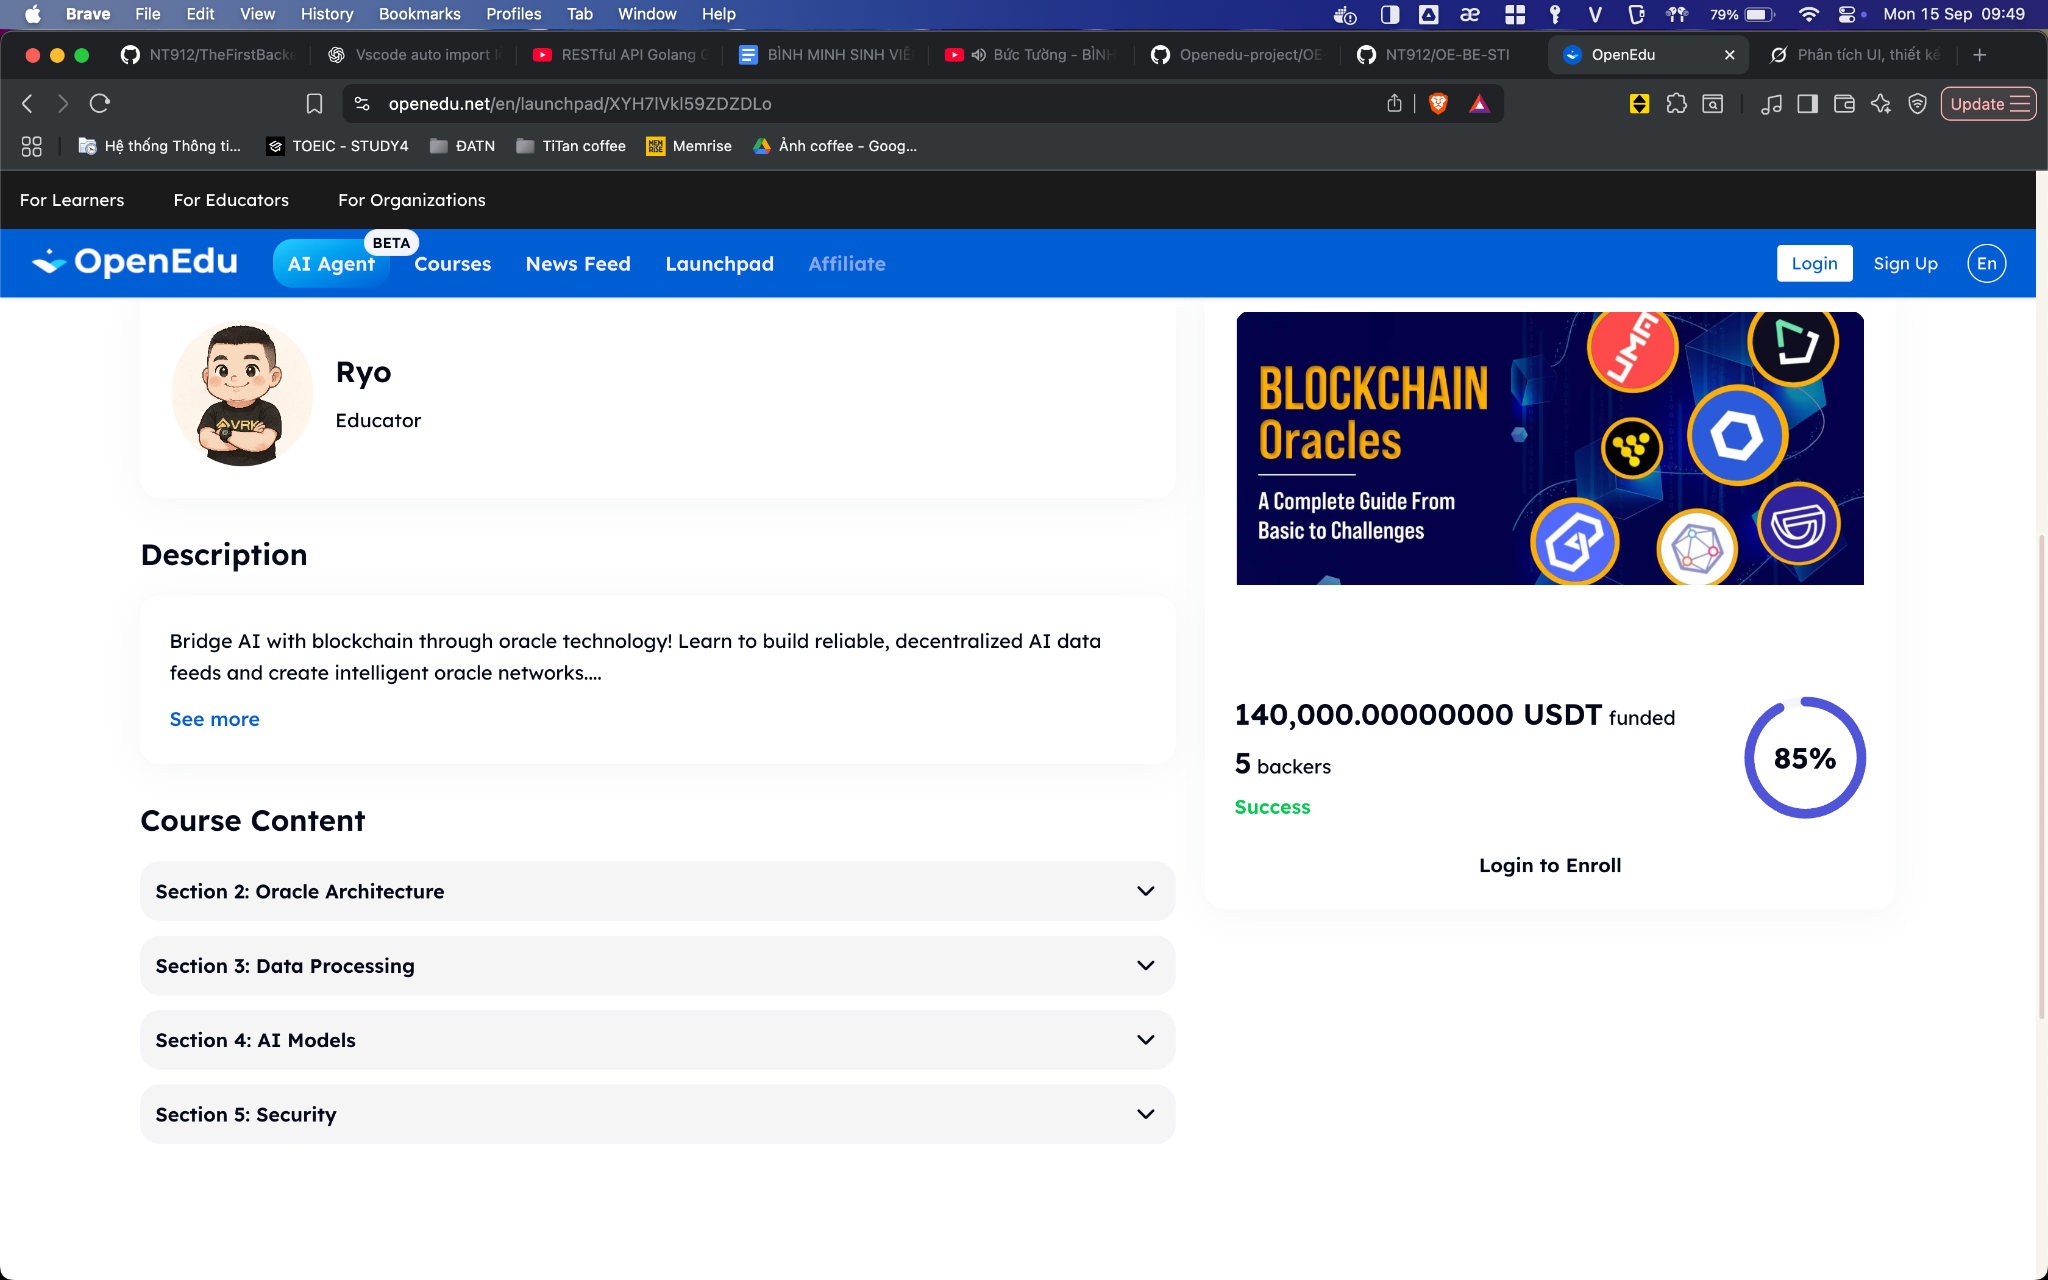 Brave File Edit View History Bookmarks Profiles Tab Window Help æ V 79% Mon 15 Sep 09:49
NT912/TheFirstBacke Vscode auto import RESTful API Golang BÌNH MINH SINH VIÊ Bức Tường - BÌNH Openedu-project/OE NT912/OE-BE-STI OpenEdu Phân tích UI, thiết kế
openedu.net/en/launchpad/XYH7lVkl59ZDZDLo Update
Hệ thống Thông ti... TOEIC - STUDY4 ĐATN TiTan coffee MEM RISE Memrise Ảnh coffee - Goog...
For Learners For Educators For Organizations
OpenEdu AI Agent BETA Courses News Feed Launchpad Affiliate Login Sign Up En
VRK
Ryo
Educator
BLOCKCHAIN
Oracles
A Complete Guide From
Basic to Challenges
UMA
Description
Bridge AI with blockchain through oracle technology! Learn to build reliable, decentralized AI data
feeds and create intelligent oracle networks....
See more
140,000.00000000 USDT funded
5 backers
Success
85%
Login to Enroll
Course Content
Section 2: Oracle Architecture
Section 3: Data Processing
Section 4: AI Models
Section 5: Security